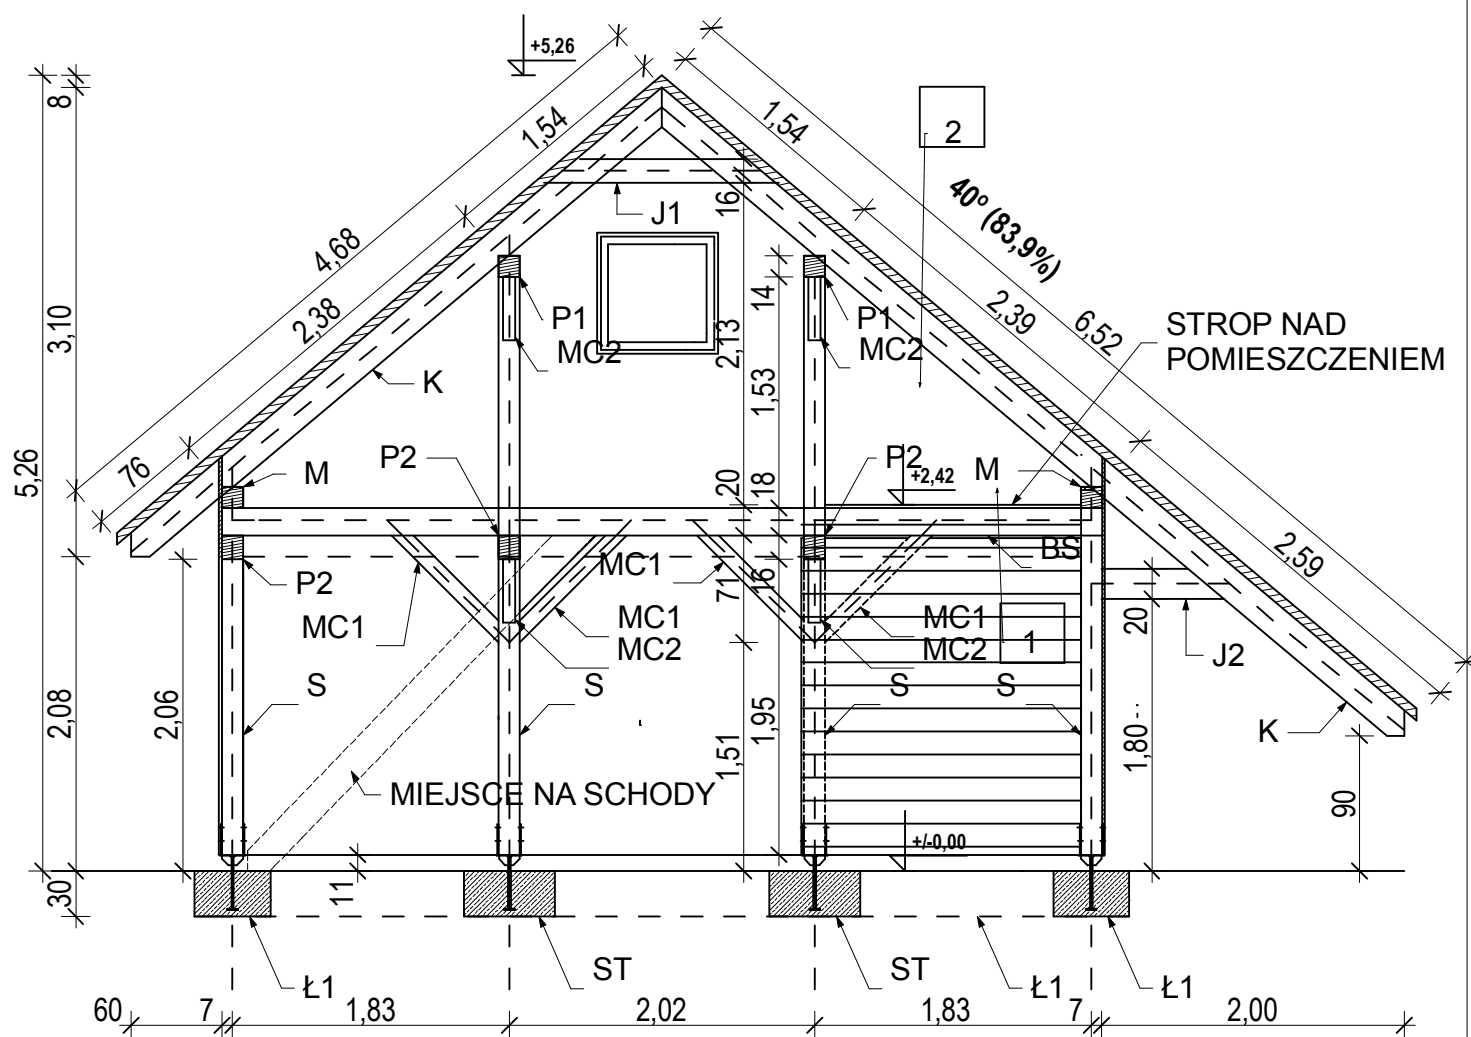 +5,26
8
1,54
1,54
2
4,68
16
J1
40° (83,9%)
2,38
14
P1
MC2
P1
MC2
2,39
6,52
STROP NAD
POMIESZCZENIEM
3,10
2,13
1,53
K
76
5,26
M
P2
20
18
P2
+2,42
M
2,59
BS
P2
MC1
71
16
MC1
MC1
MC2
MC1
MC2
1
20
J2
S
S
S
S
2,08
2,06
1,95
1,51
1,80
K
MIEJSCE NA SCHODY
90
+/-0,00
30
11
Ł1
ST
ST
Ł1
Ł1
60
7
1,83
2,02
1,83
7
2,00